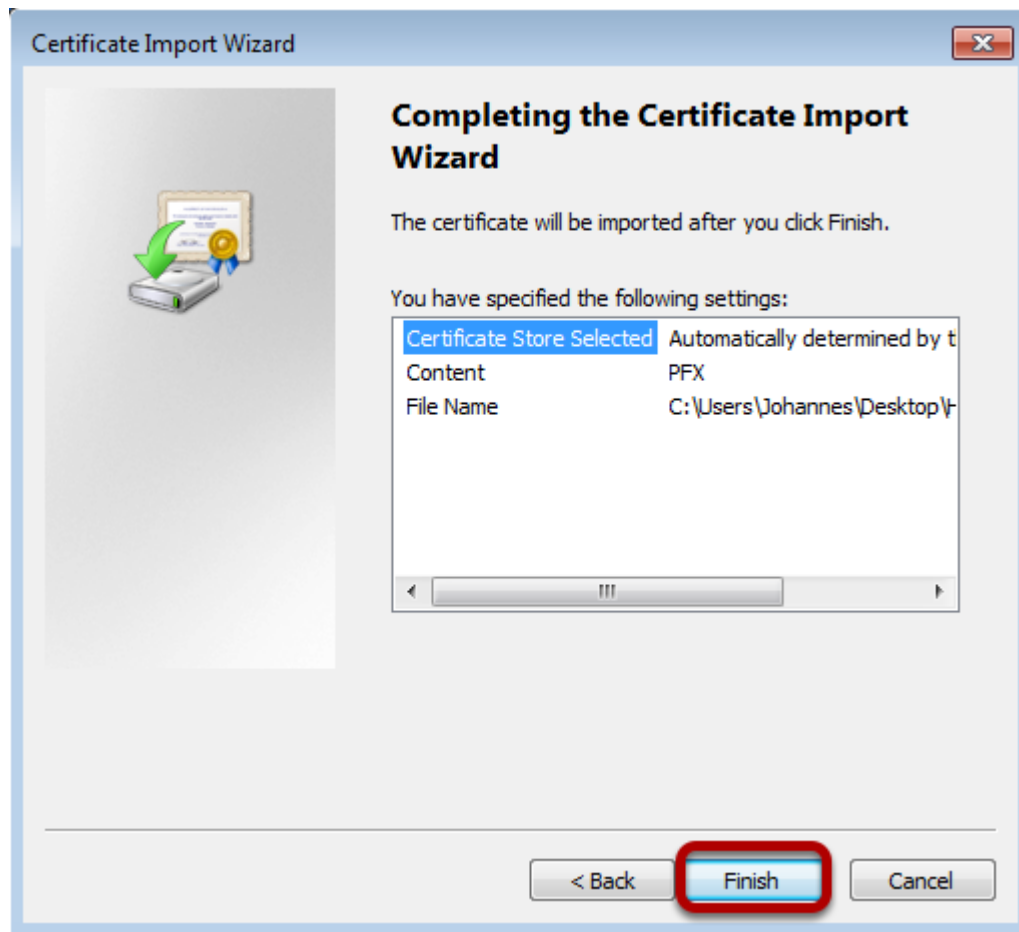 Certificate Import Wizard
Completing the Certificate Import
Wizard
The certificate will be imported after you click Finish.
You have specified the following settings:
Certificate Store Selected Automatically determined by t
Content PFX
File Name C:\Users\Johannes\Desktop\H
< Back Finish Cancel